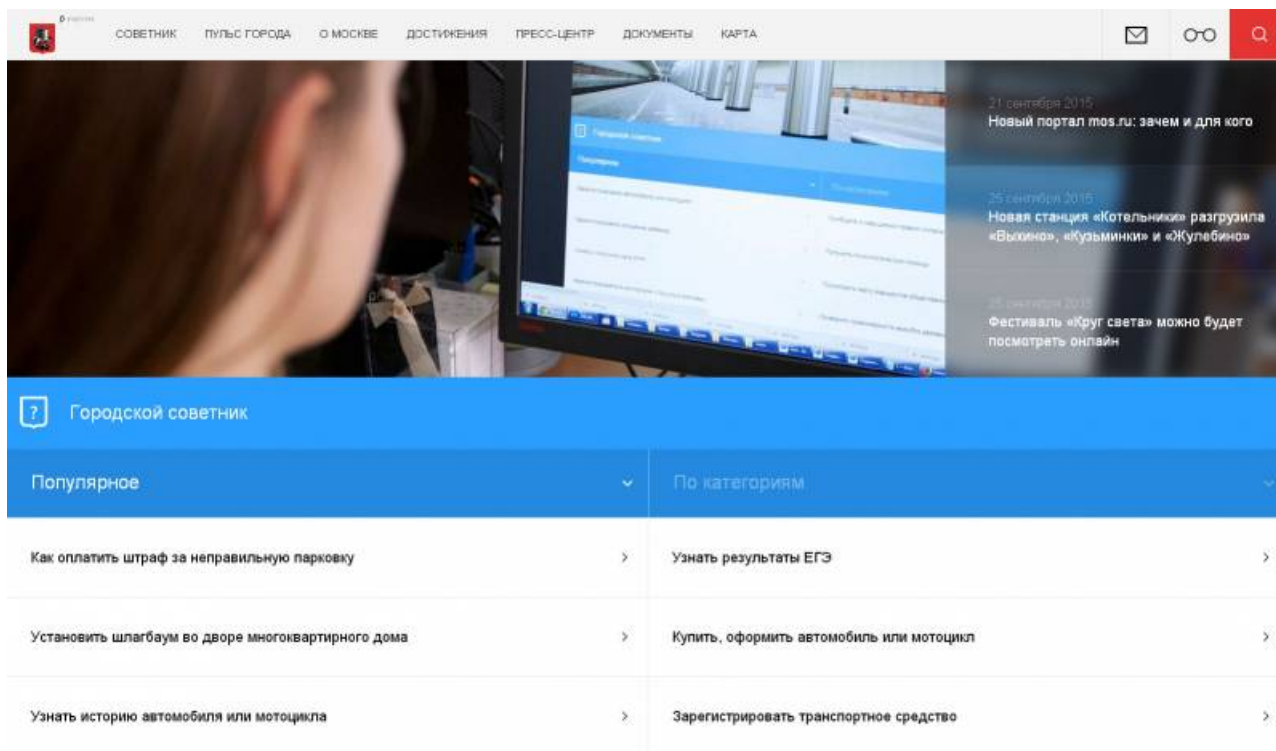 СОВЕТНИК
ПУЛЬС ГОРОДА
О МОСКВЕ
ДОСТИЖЕНИЯ
ПРЕСС-ЦЕНТР
ДОКУМЕНТЫ
КАРТА
21 сентября 2015
Новый портал mos.ru: зачем и для кого
25 сентября 2015
Новая станция «Котельники» разгрузила
«Выхино», «Кузьминки» и «Жулебино»
25 сентября 2015
Фестиваль «Круг света» можно будет
посмотреть онлайн
Городской советник
Популярное
Городской советник
Популярное
По категориям
Как оплатить штраф за неправильную парковку
Узнать результаты ЕГЭ
Установить шлагбаум во дворе многоквартирного дома
Купить, оформить автомобиль или мотоцикл
Узнать историю автомобиля или мотоцикла
Зарегистрировать транспортное средство